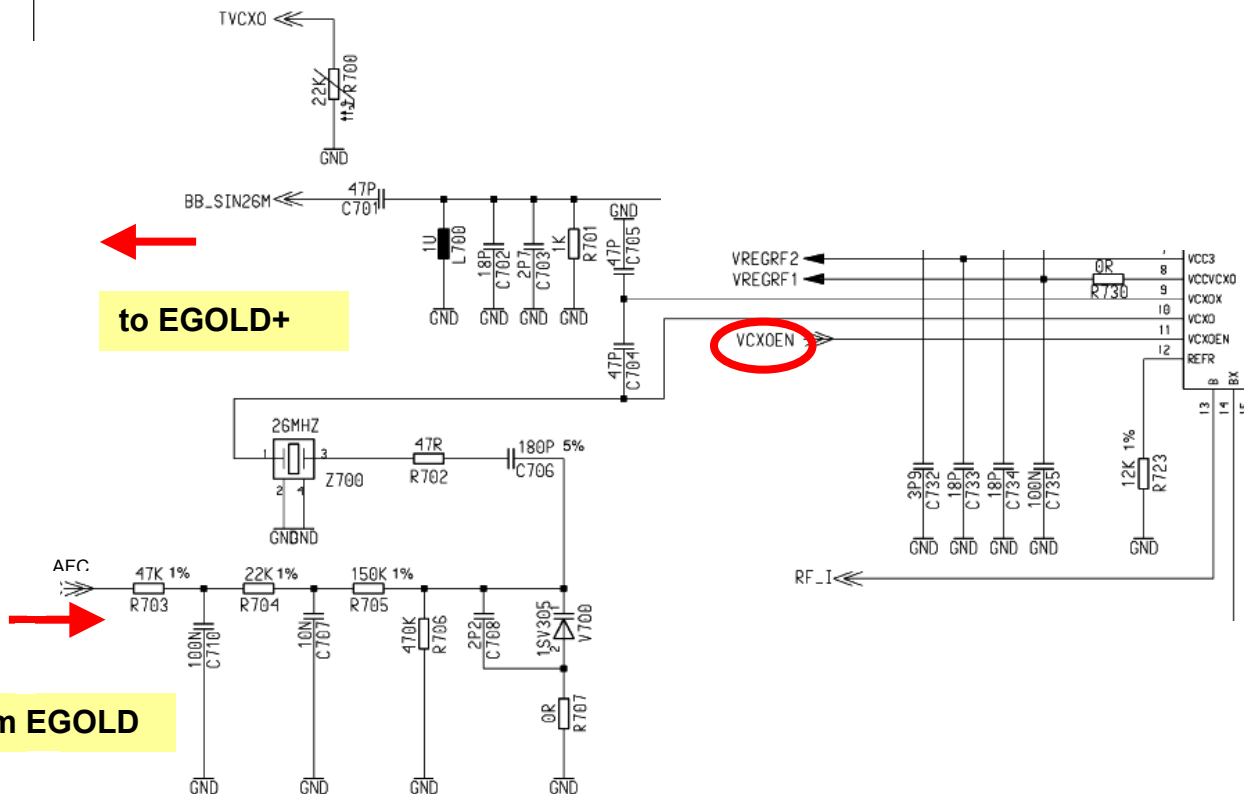 TVCXO
22K
R700
GND
BB_SIN26M
47P
C701
1U
L700
18P
C702
2P7
C703
1K
R701
GND
47P
C705
GND GND GND GND
to EGOLD+
VREGRF2
VREGRF1
0R
R730
VCC3
8 VCCVCXO
9 VCXOX
10 VCXO
11 VCXOEN
12 REFR
VCXOEN
B
BX
13
14
47P
C704
26MHZ
1
3
2
4
Z700
GND
GND
47R
R702
180P 5%
C706
3P9
C732
18P
C733
18P
C734
100N
C735
12K 1%
R723
GND GND GND GND GND
RF_I
AFC
47K 1%
R703
22K 1%
R704
150K 1%
R705
100N
C710
10N
C707
470K
R706
2P2
C708
1SV305
V700
1
2
0R
R707
m EGOLD
GND GND GND GND